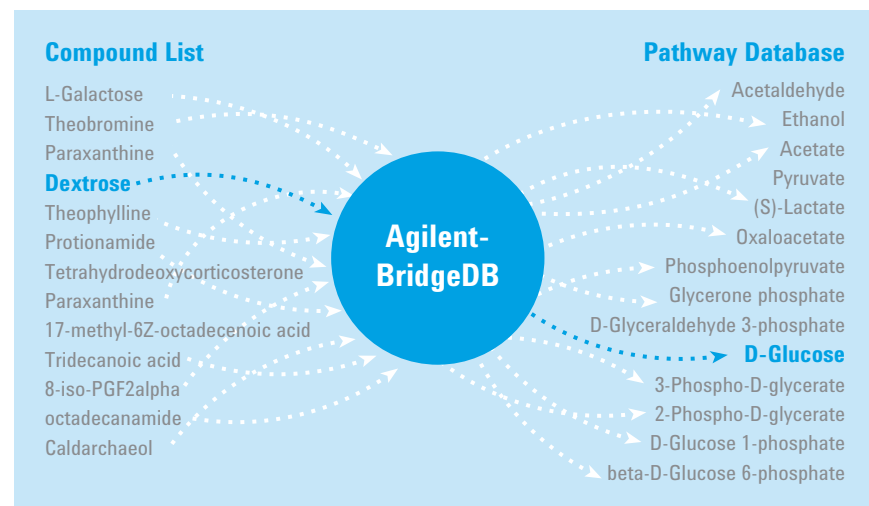 Compound List
L-Galactose
Theobromine
Paraxanthine
Dextrose
Theophylline
Protionamide
Tetrahydrodeoxycorticosterone
Paraxanthine
17-methyl-6Z-octadecenoic acid
Tridecanoic acid
8-iso-PGF2alpha
octadecanamide
Caldarchaeol
Agilent-
BridgeDB
Pathway Database
Acetaldehyde
Ethanol
Acetate
Pyruvate
(S)-Lactate
Oxaloacetate
Phosphoenolpyruvate
Glycerone phosphate
D-Glyceraldehyde 3-phosphate
D-Glucose
3-Phospho-D-glycerate
2-Phospho-D-glycerate
D-Glucose 1-phosphate
beta-D-Glucose 6-phosphate